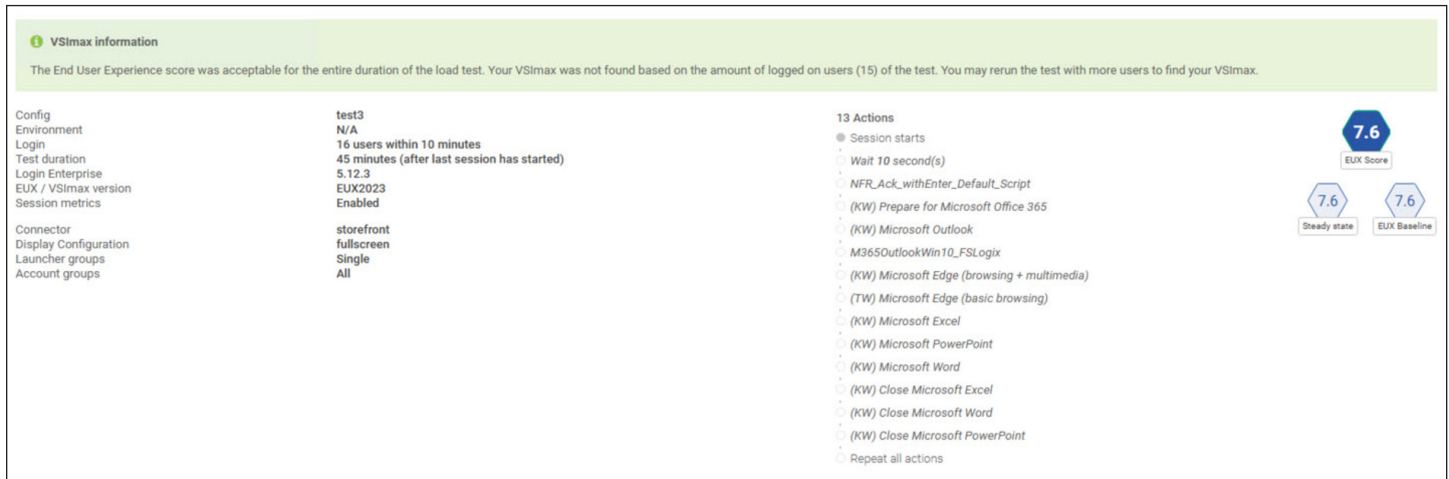 VSImax information
The End User Experience score was acceptable for the entire duration of the load test. Your VSImax was not found based on the amount of logged on users (15) of the test. You may rerun the test with more users to find your VSImax.
Config test3
Environment N/A
Login 16 users within 10 minutes
Test duration 45 minutes (after last session has started)
Login Enterprise 5.12.3
EUX / VSImax version EUX2023
Session metrics Enabled
Connector storefront
Display Configuration fullscreen
Launcher groups Single
Account groups All
13 Actions
Session starts
Wait 10 second(s)
NFR_Ack_withEnter_Default_Script
(KW) Prepare for Microsoft Office 365
(KW) Microsoft Outlook
M365OutlookWin10_FSLogix
(KW) Microsoft Edge (browsing + multimedia)
(TW) Microsoft Edge (basic browsing)
(KW) Microsoft Excel
(KW) Microsoft PowerPoint
(KW) Microsoft Word
(KW) Close Microsoft Excel
(KW) Close Microsoft Word
(KW) Close Microsoft PowerPoint
Repeat all actions
7.6
EUX Score
7.6 7.6
Steady state EUX Baseline